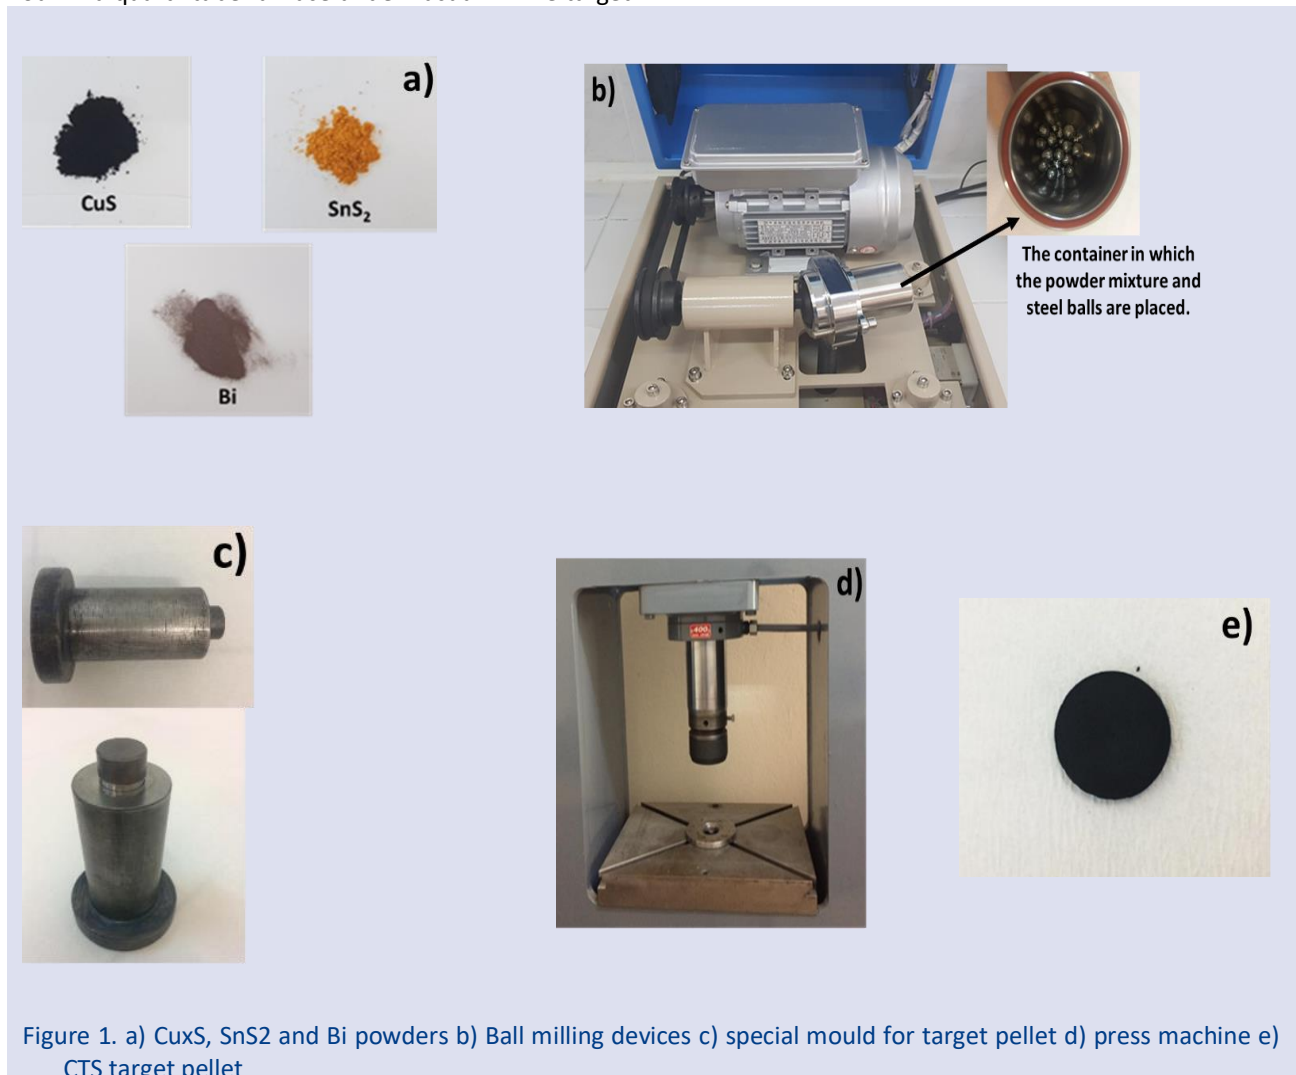 a)
CuS
SnS2
Bi
b)
The container in which
the powder mixture and
steel balls are placed.
c)
d)
400
e)
Figure 1. a) CuxS, SnS2 and Bi powders b) Ball milling devices c) special mould for target pellet d) press machine e)
CTS target pellet